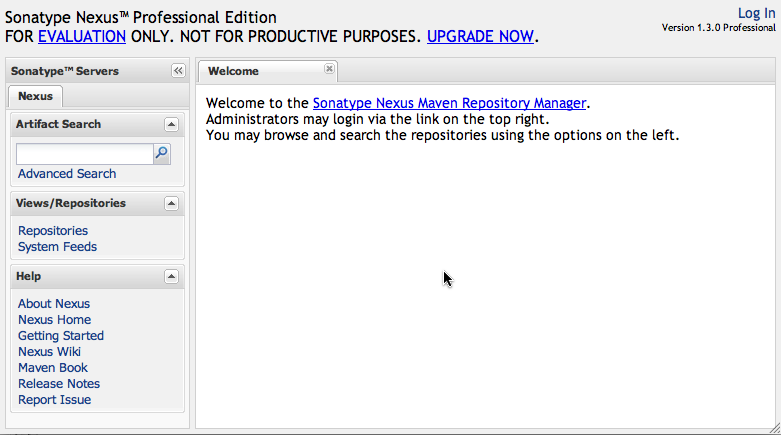 Sonatype Nexus™ Professional Edition
FOR EVALUATION ONLY. NOT FOR PRODUCTIVE PURPOSES. UPGRADE NOW.
Log In
Version 1.3.0 Professional
Sonatype™ Servers
Nexus
Artifact Search
Advanced Search
Views/Repositories
Repositories
System Feeds
Help
About Nexus
Nexus Home
Getting Started
Nexus Wiki
Maven Book
Release Notes
Report Issue
Welcome
Welcome to the Sonatype Nexus Maven Repository Manager.
Administrators may login via the link on the top right.
You may browse and search the repositories using the options on the left.